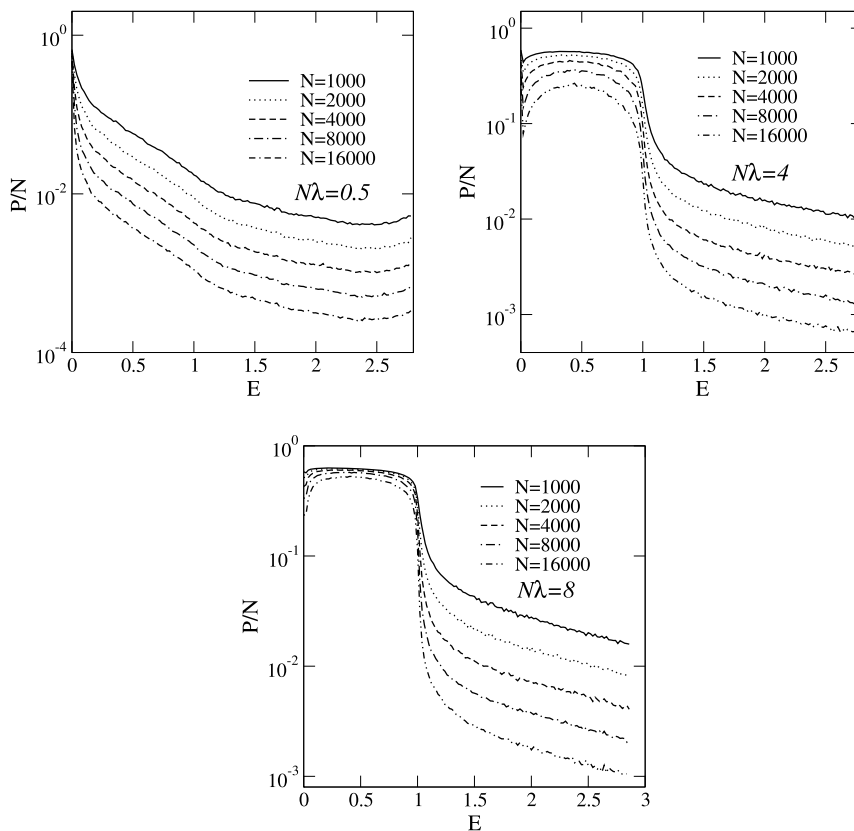 10^0
N=1000
N=2000
N=4000
N=8000
N=16000
Nλ=0.5
P/N
10^-2
10^-4
0 0.5 1 1.5 2 2.5
E
10^0
N=1000
N=2000
N=4000
N=8000
N=16000
Nλ=4
P/N
10^-1
10^-2
10^-3
0 0.5 1 1.5 2 2.5
E
10^0
N=1000
N=2000
N=4000
N=8000
N=16000
Nλ=8
P/N
10^-1
10^-2
10^-3
0 0.5 1 1.5 2 2.5 3
E